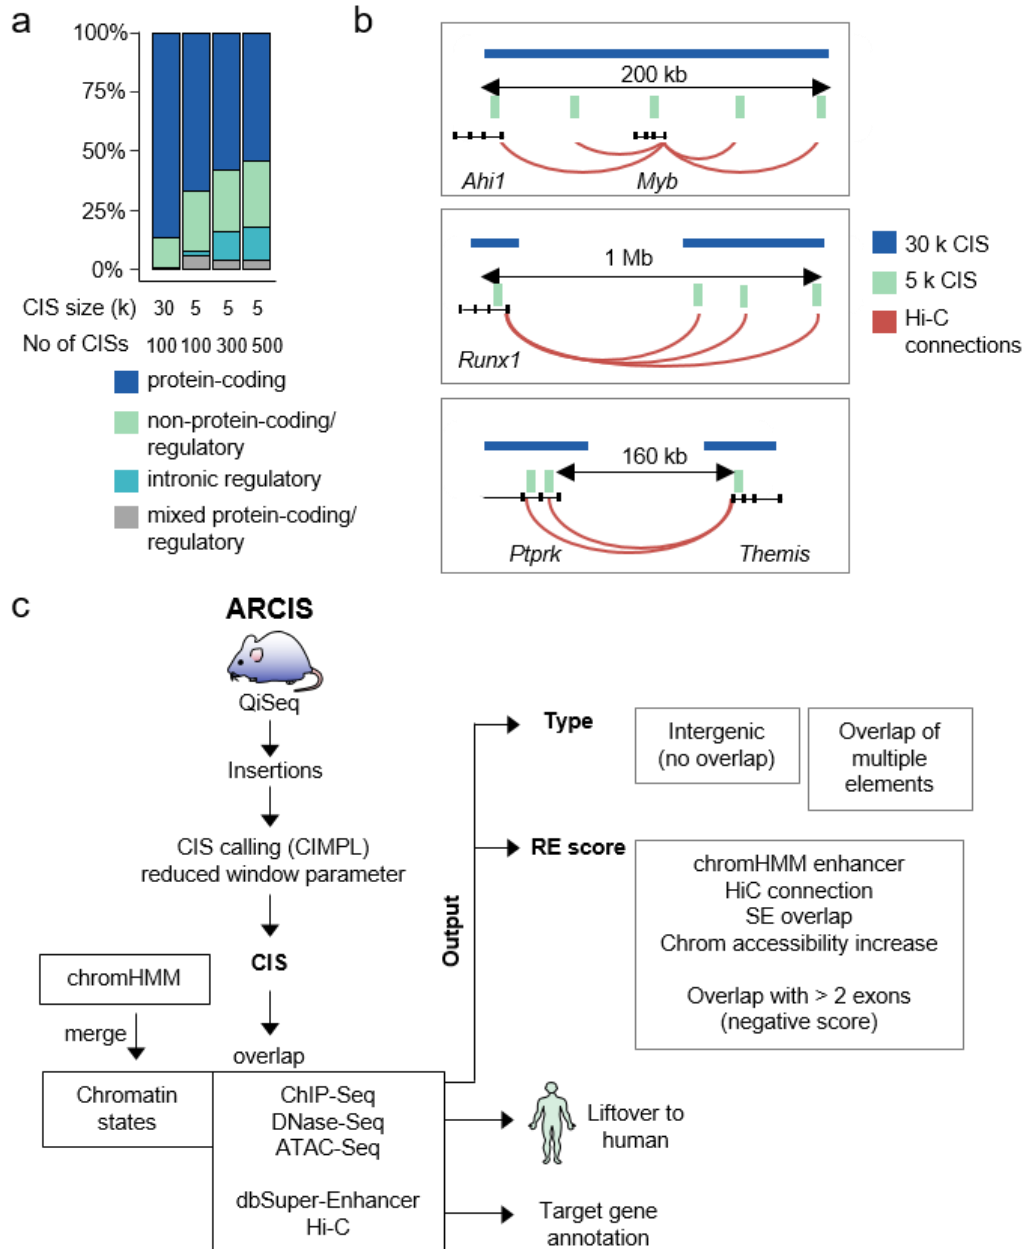 a
100%
75%
50%
25%
0%
CIS size (k) 30 5 5 5
No of CISs 100 100 300 500
protein-coding
non-protein-coding/
regulatory
intronic regulatory
mixed protein-coding/
regulatory
b
200 kb
Ahi1 Myb
1 Mb
Runx1
160 kb
Ptprk Themis
30 k CIS
5 k CIS
Hi-C
connections
c
ARCIS
QiSeq
Insertions
CIS calling (CIMPL)
reduced window parameter
CIS
chromHMM
merge
overlap
Chromatin
states
ChIP-Seq
DNase-Seq
ATAC-Seq
dbSuper-Enhancer
Hi-C
Output
Type
Intergenic
(no overlap)
Overlap of
multiple
elements
RE score
chromHMM enhancer
HiC connection
SE overlap
Chrom accessibility increase
Overlap with > 2 exons
(negative score)
Liftover to
human
Target gene
annotation